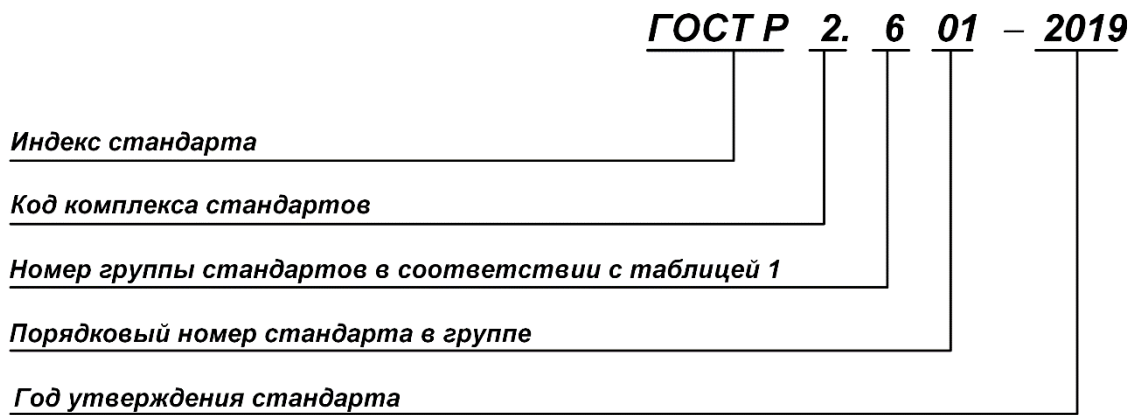 ГОСТ Р 2. 6 01 – 2019
Индекс стандарта
Код комплекса стандартов
Номер группы стандартов в соответствии с таблицей 1
Порядковый номер стандарта в группе
Год утверждения стандарта